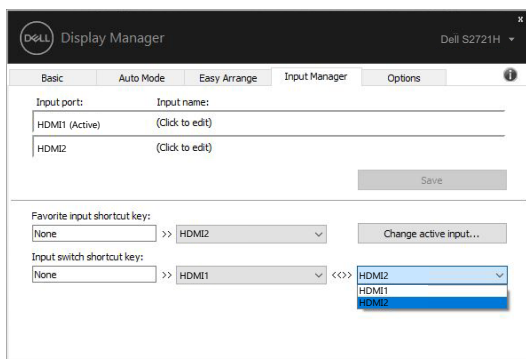 DELL Display Manager
x
Dell S2721H
Basic Auto Mode Easy Arrange Input Manager Options i
Input port: Input name:
HDMI1 (Active) (Click to edit)
HDMI2 (Click to edit)
Save
Favorite input shortcut key:
None >> HDMI2 Change active input...
Input switch shortcut key:
None >> HDMI1 <<>> HDMI2
HDMI1
HDMI2